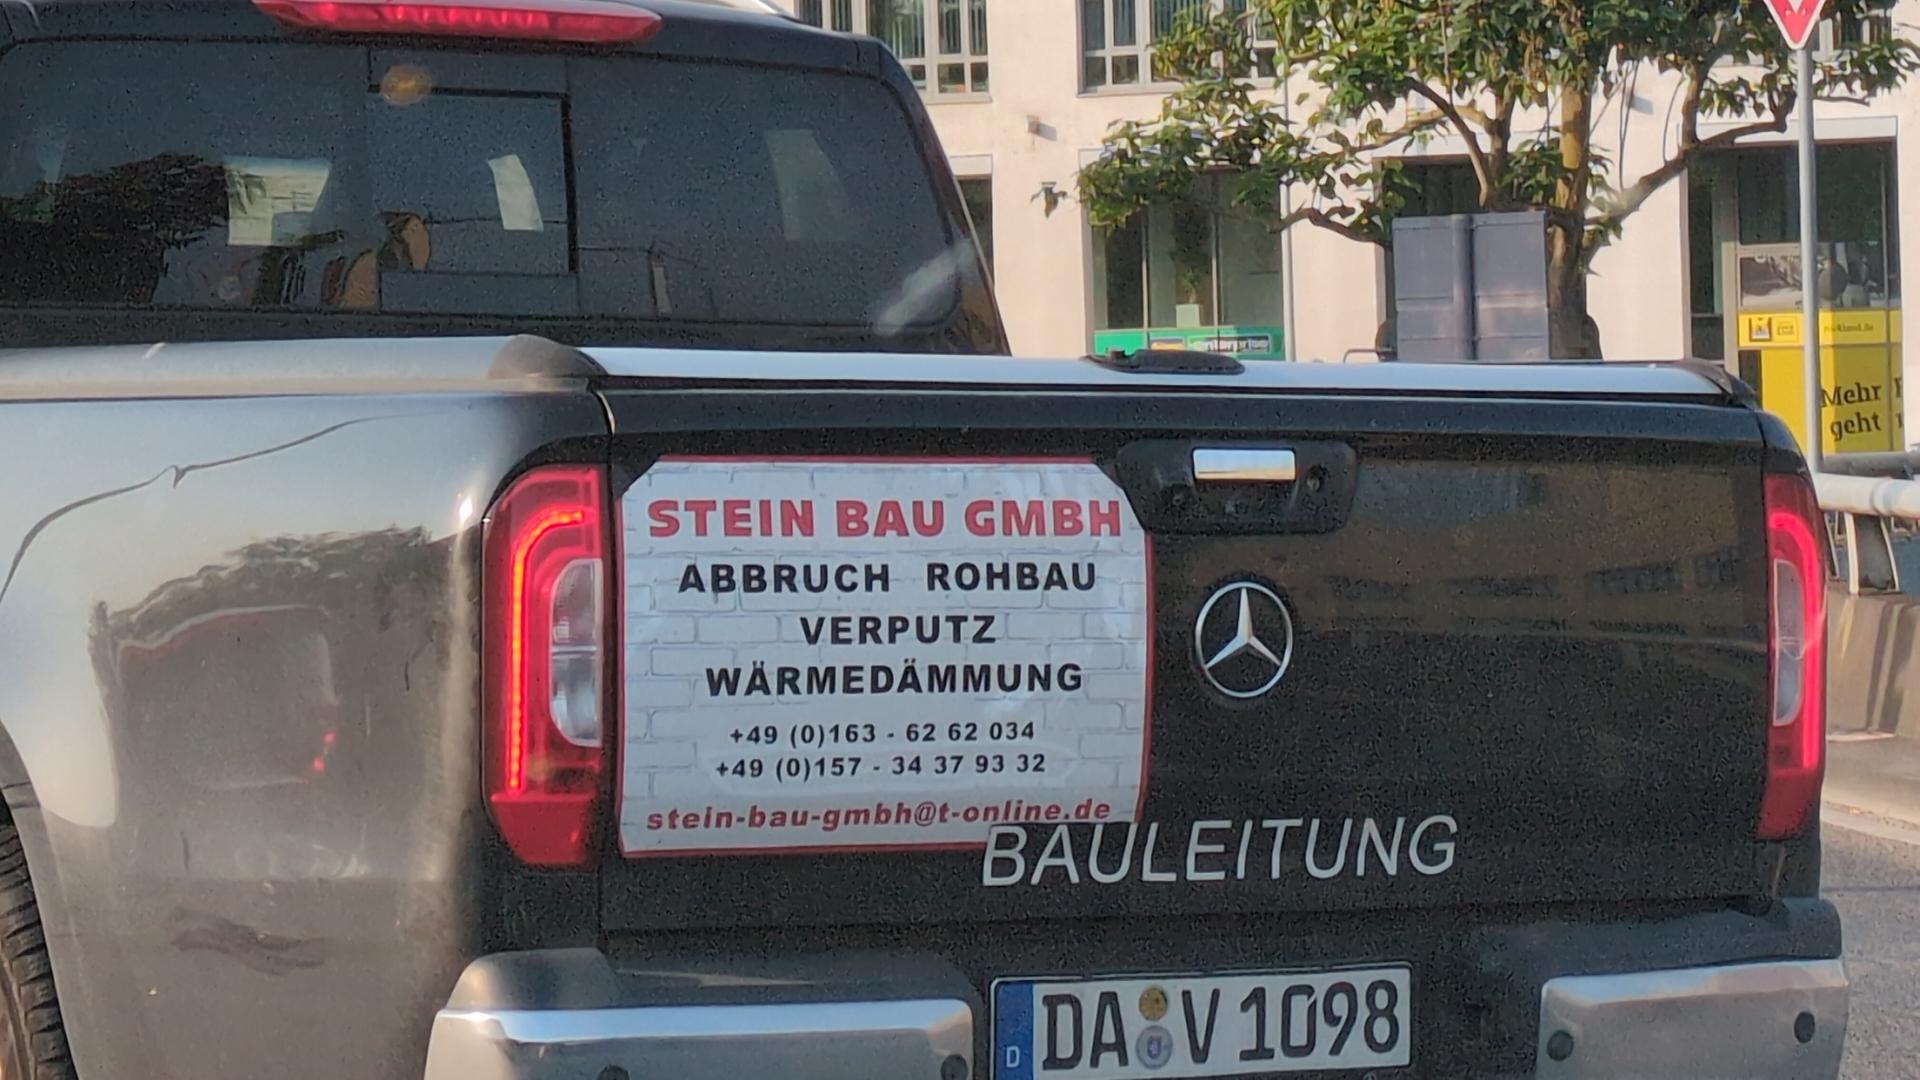 enterprise
Mehr
geht
STEIN BAU GMBH
ABBRUCH ROHBAU
VERPUTZ
WÄRMEDÄMMUNG
+49 (0)163 - 62 62 034
+49 (0)157 - 34 37 93 32
stein-bau-gmbh@t-online.de
BAULEITUNG
D DA V 1098